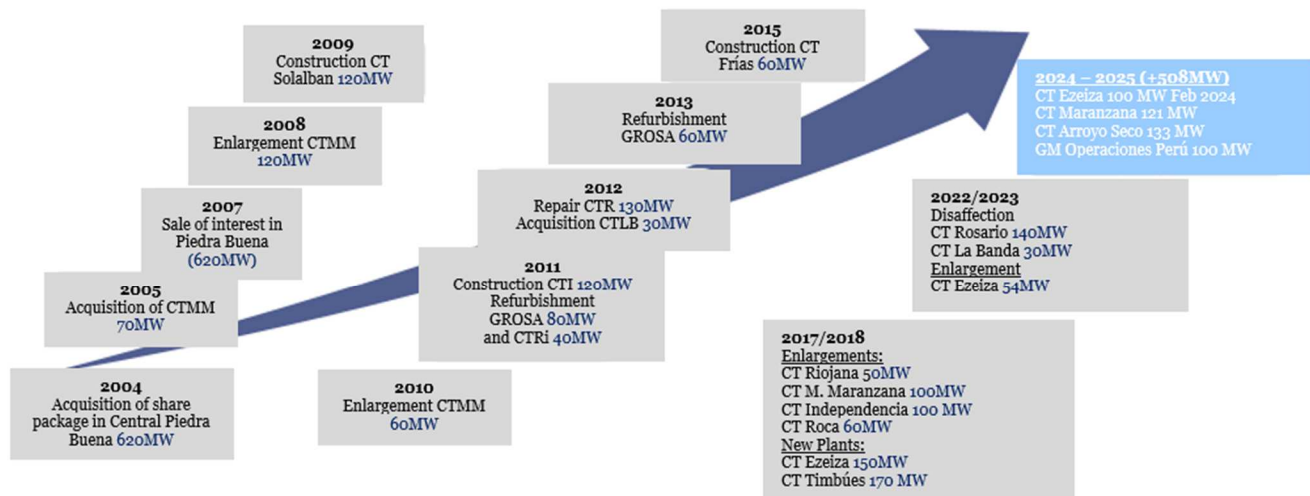 2004
Acquisition of share
package in Central Piedra
Buena 620MW
2005
Acquisition of CTMM
70MW
2007
Sale of interest in
Piedra Buena
(620MW)
2008
Enlargement CTMM
120MW
2009
Construction CT
Solalban 120MW
2010
Enlargement CTMM
60MW
2011
Construction CTI 120MW
Refurbishment
GROSA 80MW
and CTRi 40MW
2012
Repair CTR 130MW
Acquisition CTLB 30MW
2013
Refurbishment
GROSA 60MW
2015
Construction CT
Frías 60MW
2017/2018
Enlargements:
CT Riojana 50MW
CT M. Maranzana 100MW
CT Independencia 100 MW
CT Roca 60MW
New Plants:
CT Ezeiza 150MW
CT Timbúes 170 MW
2022/2023
Disaffection
CT Rosario 140MW
CT La Banda 30MW
Enlargement
CT Ezeiza 54MW
2024 – 2025 (+508MW)
CT Ezeiza 100 MW Feb 2024
CT Maranzana 121 MW
CT Arroyo Seco 133 MW
GM Operaciones Perú 100 MW